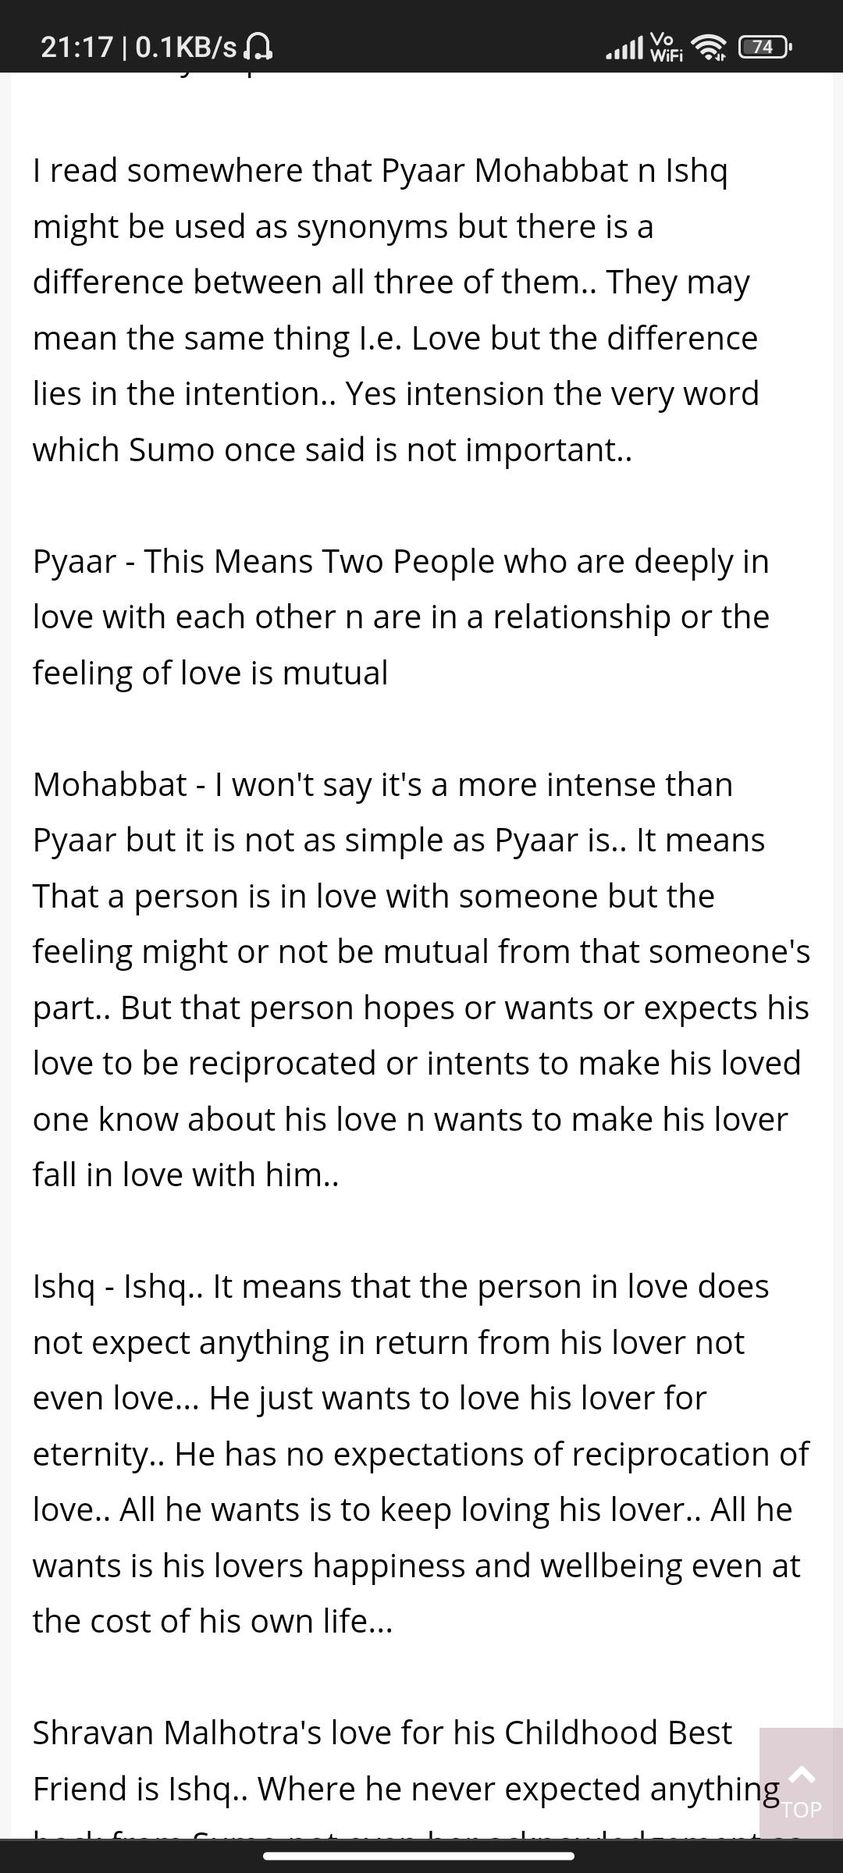 21:17 | 0.1KB/s
Vo
WiFi
74
I read somewhere that Pyaar Mohabbat n Ishq
might be used as synonyms but there is a
difference between all three of them.. They may
mean the same thing I.e. Love but the difference
lies in the intention.. Yes intension the very word
which Sumo once said is not important..
Pyaar - This Means Two People who are deeply in
love with each other n are in a relationship or the
feeling of love is mutual
Mohabbat - I won't say it's a more intense than
Pyaar but it is not as simple as Pyaar is.. It means
That a person is in love with someone but the
feeling might or not be mutual from that someone's
part.. But that person hopes or wants or expects his
love to be reciprocated or intents to make his loved
one know about his love n wants to make his lover
fall in love with him..
Ishq - Ishq.. It means that the person in love does
not expect anything in return from his lover not
even love... He just wants to love his lover for
eternity.. He has no expectations of reciprocation of
love.. All he wants is to keep loving his lover.. All he
wants is his lovers happiness and wellbeing even at
the cost of his own life...
Shravan Malhotra's love for his Childhood Best
Friend is Ishq.. Where he never expected anything
TOP